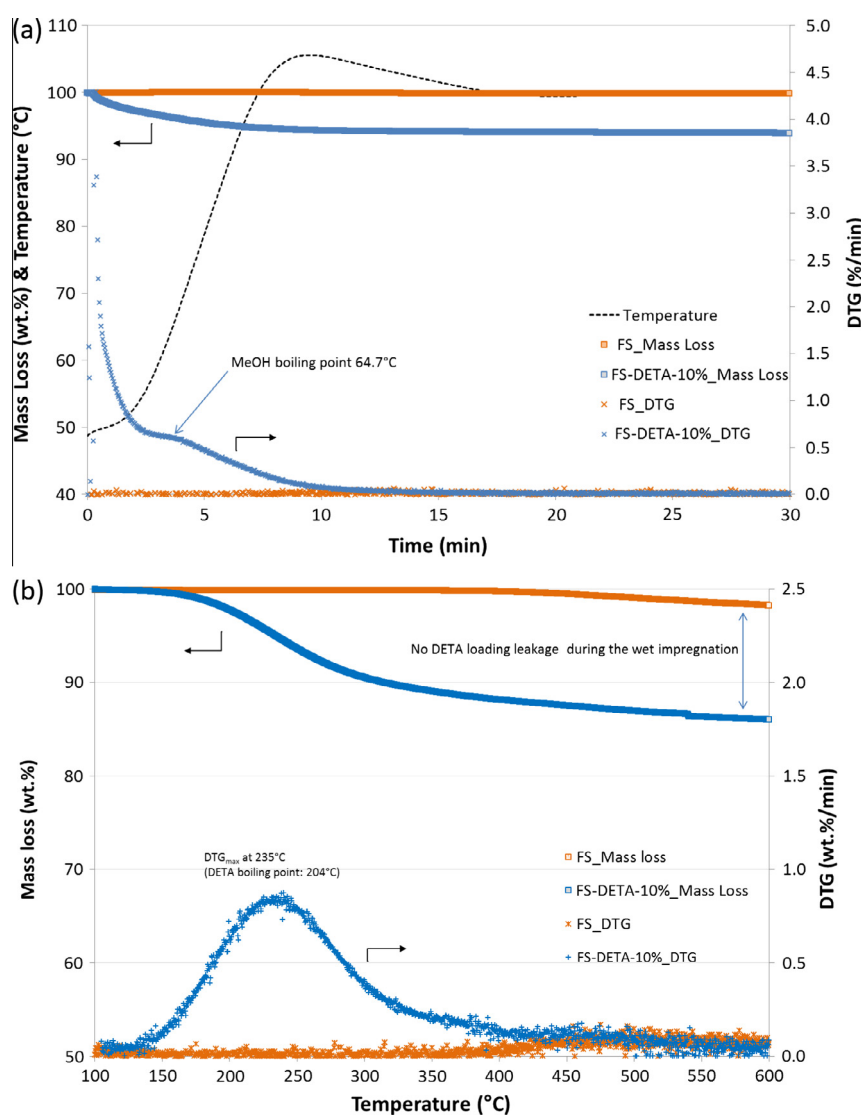 (a)
110
100
90
80
70
60
50
40
5.0
4.5
4.0
3.5
3.0
2.5
2.0
1.5
1.0
0.5
0.0
0 5 10 15 20 25 30
Mass Loss (wt.%) & Temperature (°C)
DTG (%/min)
Time (min)
MeOH boiling point 64.7°C
Temperature
FS_Mass Loss
FS-DETA-10%_Mass Loss
FS_DTG
FS-DETA-10%_DTG
(b)
100
90
80
70
60
50
2.5
2.0
1.5
1.0
0.5
0.0
100 150 200 250 300 350 400 450 500 550 600
Mass loss (wt.%)
DTG (wt.%/min)
Temperature (°C)
No DETA loading leakage during the wet impregnation
DTGmax at 235°C
(DETA boiling point: 204°C)
FS_Mass loss
FS-DETA-10%_Mass Loss
FS_DTG
FS-DETA-10%_DTG